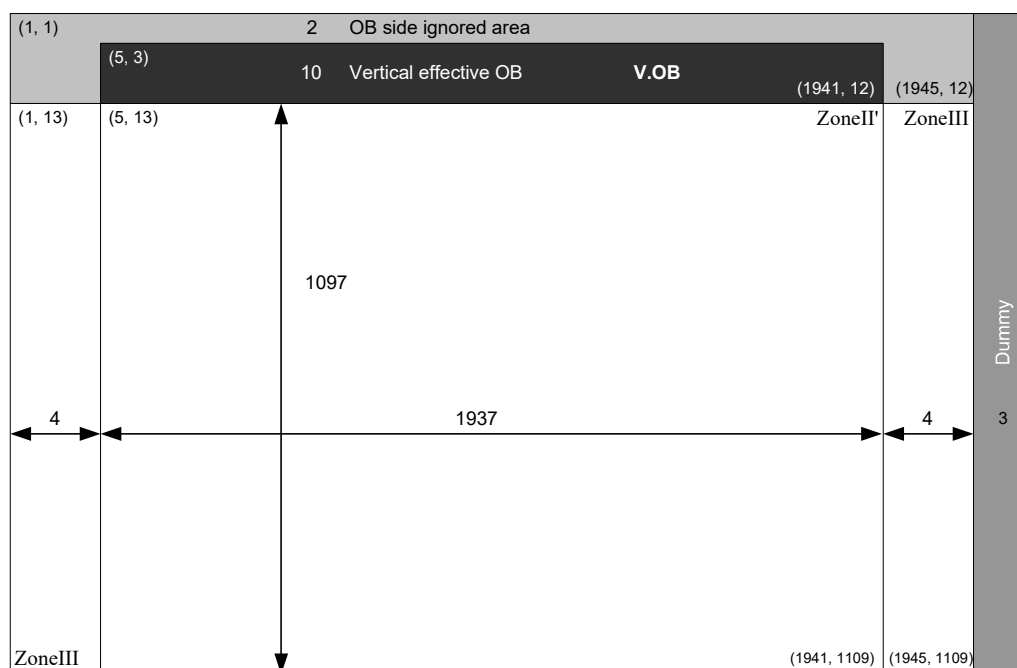 (1, 1) 2 OB side ignored area
(5, 3) 10 Vertical effective OB V.OB (1941, 12) (1945, 12)
(1, 13) (5, 13) ZoneII' ZoneIII
1097
Dummy
4 1937 4 3
ZoneIII (1941, 1109) (1945, 1109)